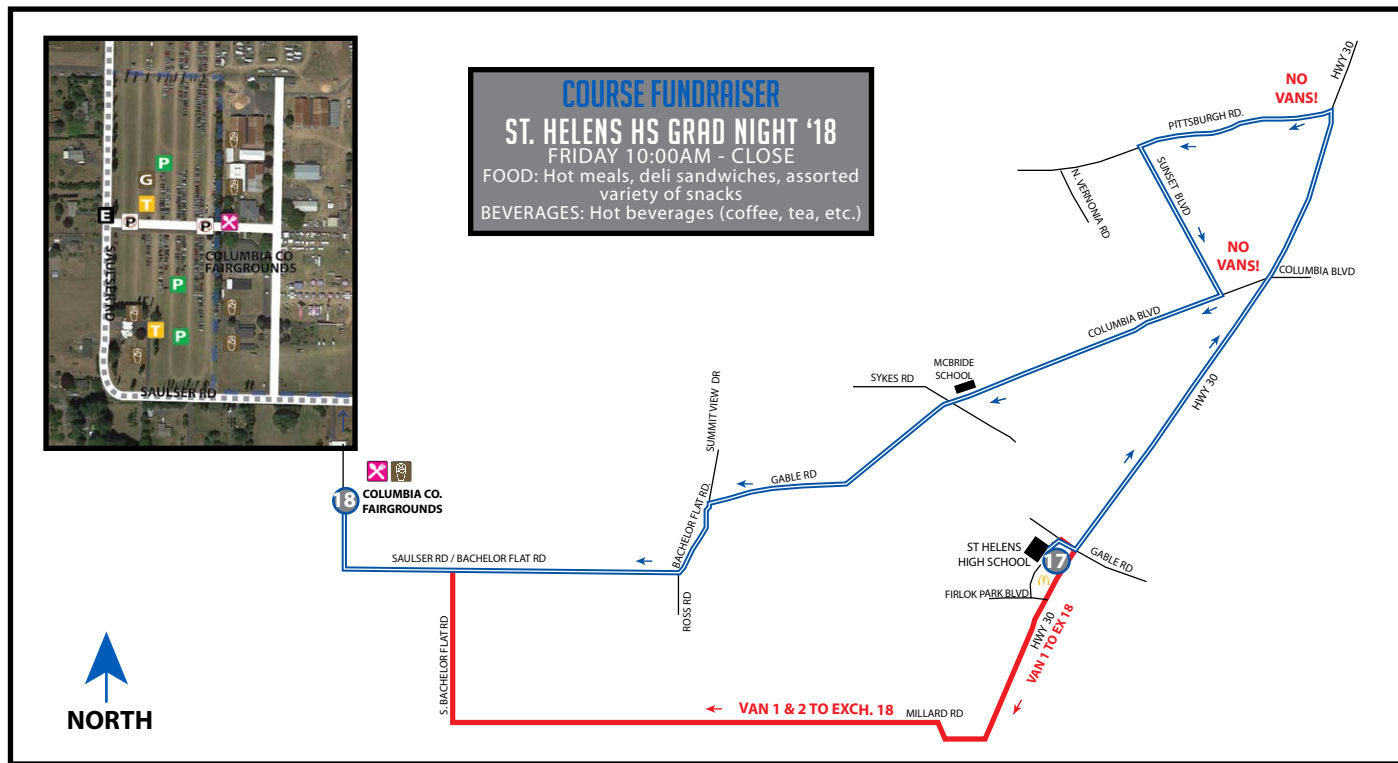 COURSE FUNDRAISER
ST. HELENS HS GRAD NIGHT ‘18
FRIDAY 10:00AM - CLOSE
FOOD: Hot meals, deli sandwiches, assorted
variety of snacks
BEVERAGES: Hot beverages (coffee, tea, etc.)
P
G
T
E
P
P
SAULSER RD
COLUMBIA CO
FAIRGROUNDS
P
T
P
SAULSER RD
HWY 30
NO
VANS!
PITTSBURGH RD.
SUNSET BLVD
N. VERNONIA RD
NO
VANS!
COLUMBIA BLVD
COLUMBIA BLVD
MCBRIDE
SCHOOL
SYKES RD
HWY 30
SUMMIT VIEW DR
GABLE RD
BACHELOR FLAT RD.
18
COLUMBIA CO.
FAIRGROUNDS
SAULSER RD / BACHELOR FLAT RD
ROSS RD
ST HELENS
HIGH SCHOOL
17
GABLE RD
FIRLOK PARK BLVD
HWY 30
VAN 1 TO EX 18
S. BACHELOR FLAT RD
VAN 1 & 2 TO EXCH. 18
MILLARD RD
NORTH